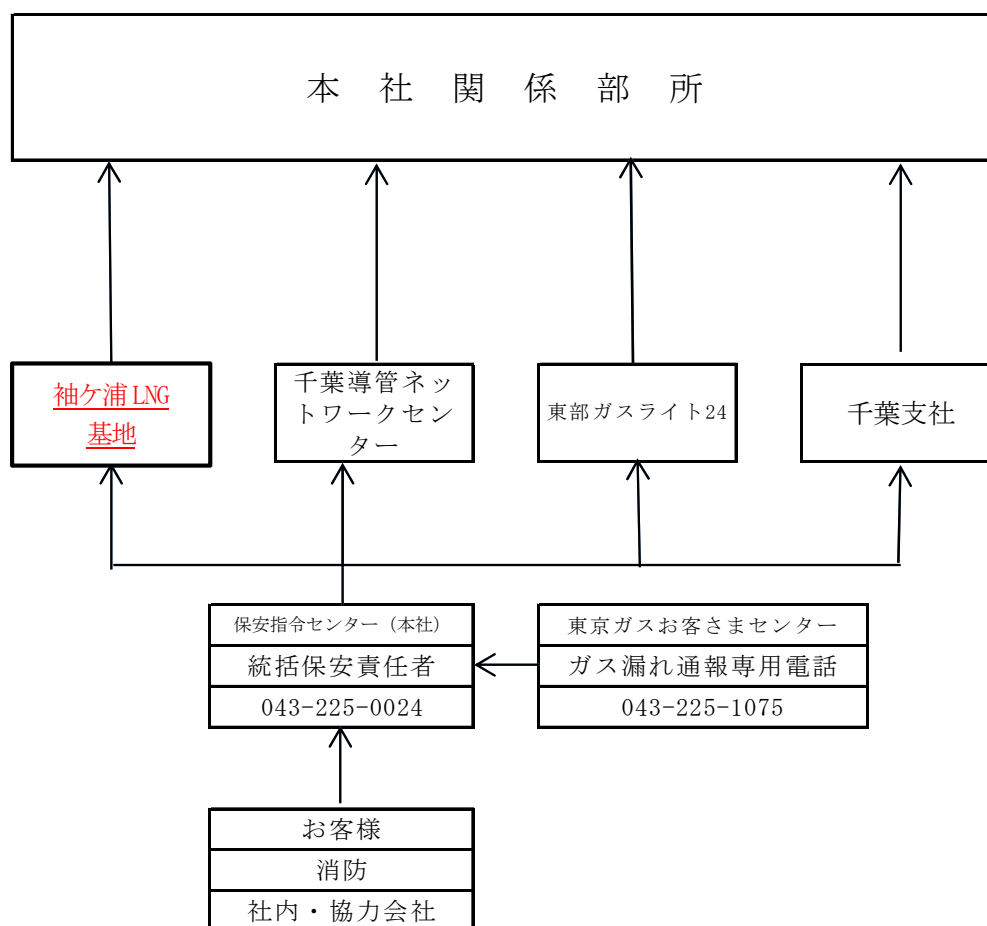 本社関係部所
袖ケ浦LNG
基地
千葉導管ネッ
トワークセン
ター
東部ガスライト24
千葉支社
保安指令センター（本社）
統括保安責任者
043-225-0024
東京ガスお客さまセンター
ガス漏れ通報専用電話
043-225-1075
お客様
消防
社内・協力会社